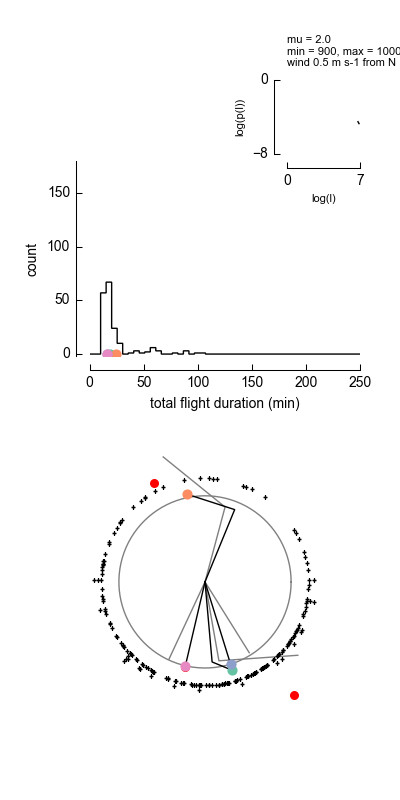 mu = 2.0
min = 900, max = 1000
wind 0.5 m s-1 from N
0
log(p(l))
−8
0 7
log(l)
150
100
50
0
count
0 50 100 150 200 250
total flight duration (min)